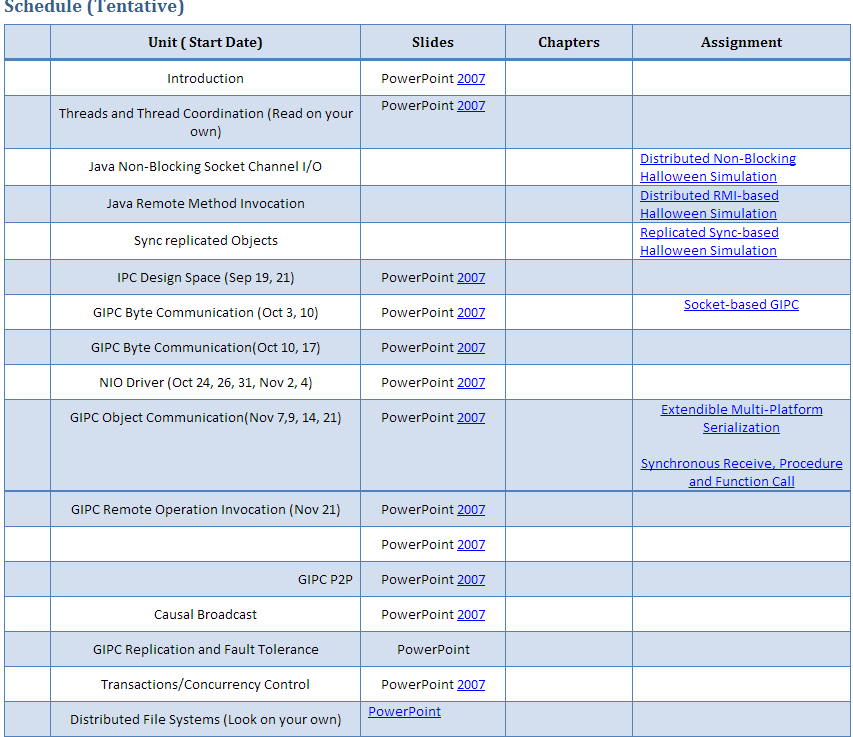 Schedule (Tentative)
Unit ( Start Date) Slides Chapters Assignment
Introduction PowerPoint 2007
Threads and Thread Coordination (Read on your own) PowerPoint 2007
Java Non-Blocking Socket Channel I/O Distributed Non-Blocking Halloween Simulation
Java Remote Method Invocation Distributed RMI-based Halloween Simulation
Sync replicated Objects Replicated Sync-based Halloween Simulation
IPC Design Space (Sep 19, 21) PowerPoint 2007
GIPC Byte Communication (Oct 3, 10) PowerPoint 2007 Socket-based GIPC
GIPC Byte Communication(Oct 10, 17) PowerPoint 2007
NIO Driver (Oct 24, 26, 31, Nov 2, 4) PowerPoint 2007
GIPC Object Communication(Nov 7,9, 14, 21) PowerPoint 2007 Extendible Multi-Platform Serialization
Synchronous Receive, Procedure and Function Call
GIPC Remote Operation Invocation (Nov 21) PowerPoint 2007
PowerPoint 2007
GIPC P2P PowerPoint 2007
Causal Broadcast PowerPoint 2007
GIPC Replication and Fault Tolerance PowerPoint
Transactions/Concurrency Control PowerPoint 2007
Distributed File Systems (Look on your own) PowerPoint